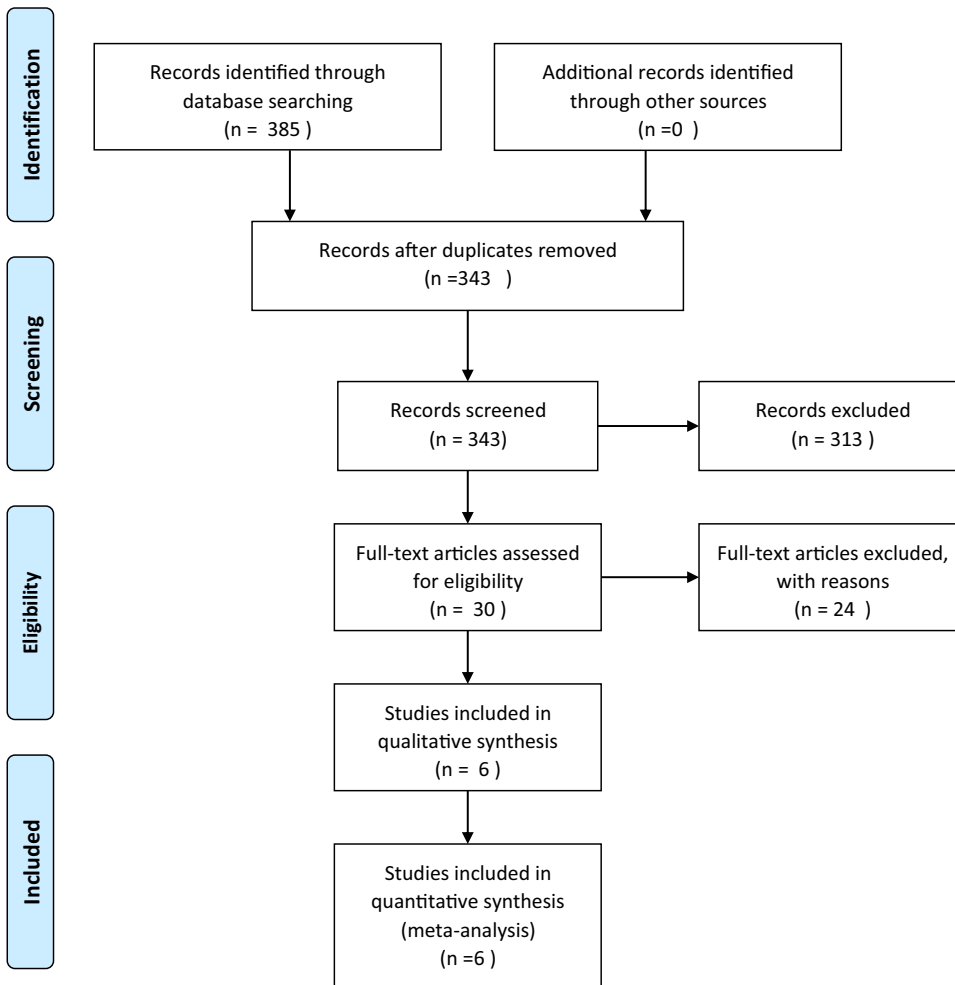 Identification
Records identified through
database searching
(n = 385 )
Additional records identified
through other sources
(n =0 )
Records after duplicates removed
(n =343 )
Screening
Records screened
(n = 343)
Records excluded
(n = 313 )
Eligibility
Full-text articles assessed
for eligibility
(n = 30 )
Full-text articles excluded,
with reasons
(n = 24 )
Studies included in
qualitative synthesis
(n = 6 )
Included
Studies included in
quantitative synthesis
(meta-analysis)
(n =6 )